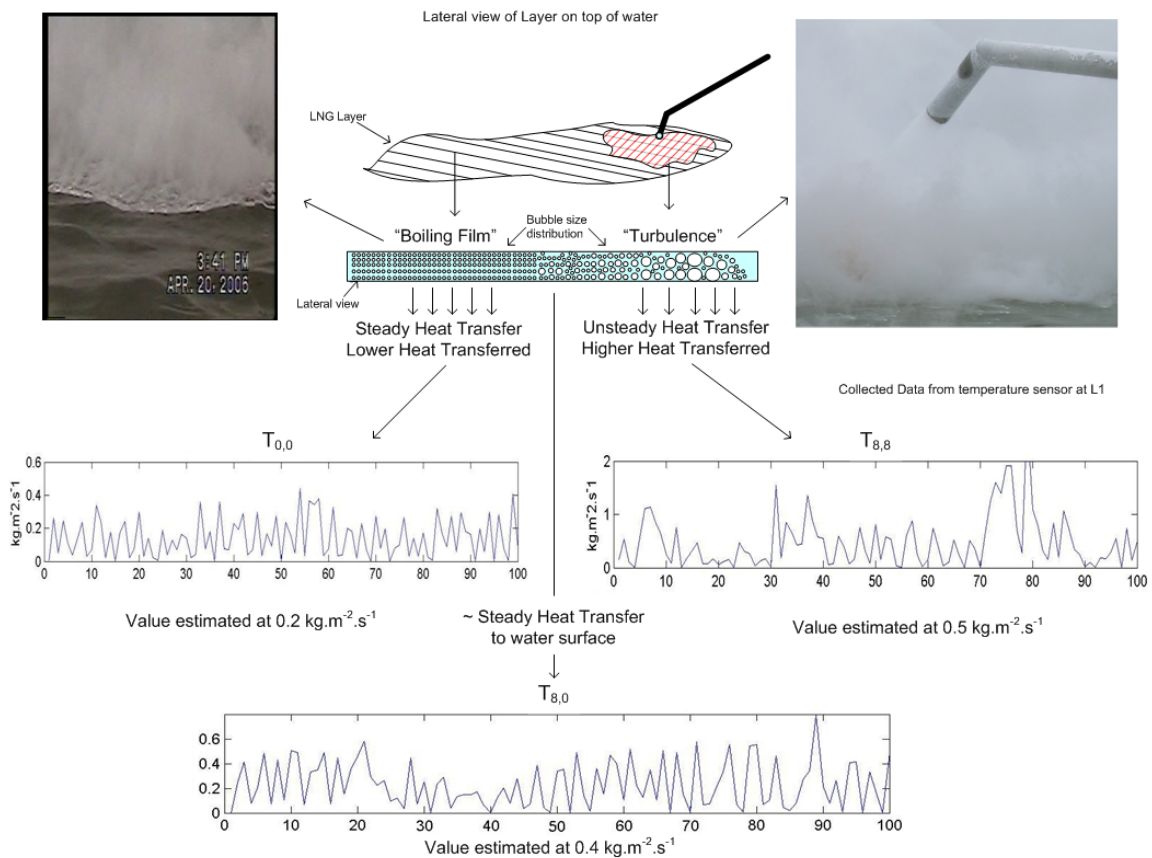 Lateral view of Layer on top of water
LNG Layer
3:41 PM
APR. 20, 2006
"Boiling Film"
Bubble size
distribution
"Turbulence"
Lateral view
Steady Heat Transfer
Lower Heat Transferred
Unsteady Heat Transfer
Higher Heat Transferred
Collected Data from temperature sensor at L1
T0,0
kg.m-2.s-1
0.6
0.4
0.2
0
0 10 20 30 40 50 60 70 80 90 100
Value estimated at 0.2 kg.m-2.s-1
T8,8
kg.m-2.s-1
2
1
0
0 10 20 30 40 50 60 70 80 90 100
Value estimated at 0.5 kg.m-2.s-1
~ Steady Heat Transfer
to water surface
T8,0
0.6
0.4
0.2
0
0 10 20 30 40 50 60 70 80 90 100
Value estimated at 0.4 kg.m-2.s-1